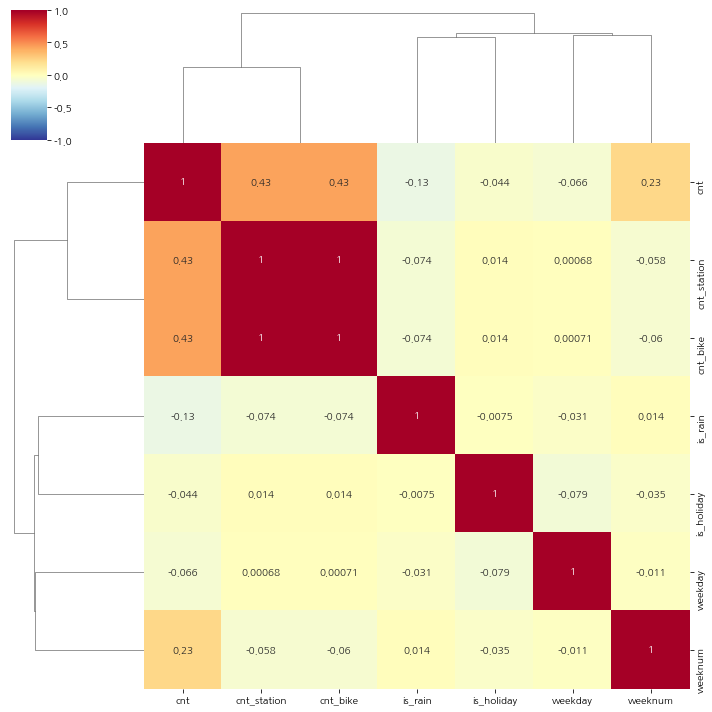 1,0
0,5
0,0
-0,5
-1,0
1 0,43 0,43 -0,13 -0,044 -0,066 0,23 cnt
0,43 1 1 -0,074 0,014 0,00068 -0,058 cnt_station
0,43 1 1 -0,074 0,014 0,00071 -0,06 cnt_bike
-0,13 -0,074 -0,074 1 -0,0075 -0,031 0,014 is_rain
-0,044 0,014 0,014 -0,0075 1 -0,079 -0,035 is_holiday
-0,066 0,00068 0,00071 -0,031 -0,079 1 -0,011 weekday
0,23 -0,058 -0,06 0,014 -0,035 -0,011 1 weeknum
cnt cnt_station cnt_bike is_rain is_holiday weekday weeknum